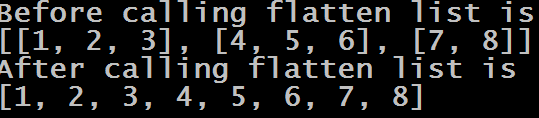 Before calling flatten list is
[[1, 2, 3], [4, 5, 6], [7, 8]]
After calling flatten list is
[1, 2, 3, 4, 5, 6, 7, 8]